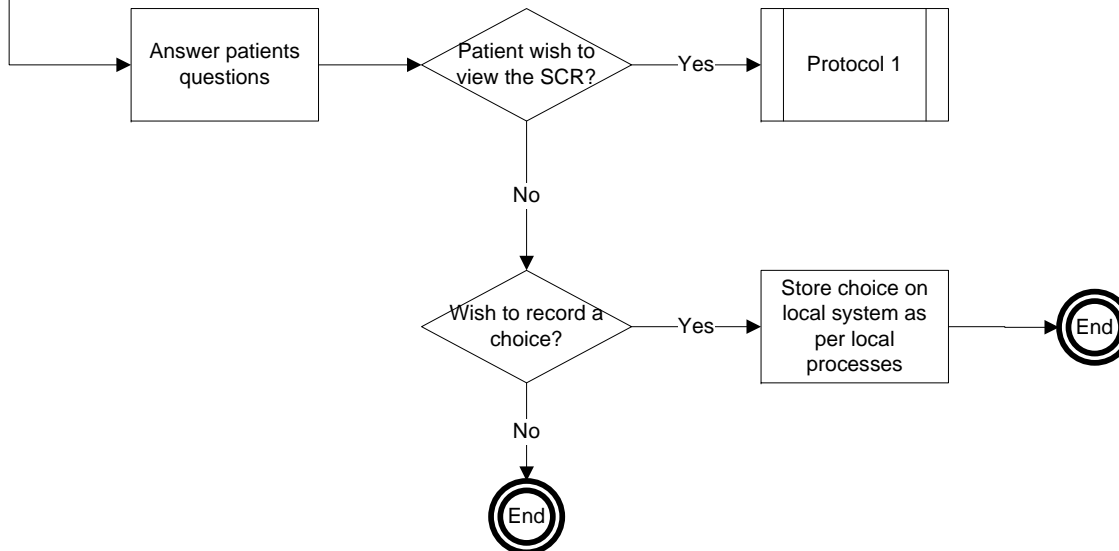 Answer patients
questions
Patient wish to
view the SCR?
Yes
Protocol 1
No
Wish to record a
choice?
Yes
Store choice on
local system as
per local
processes
End
No
End